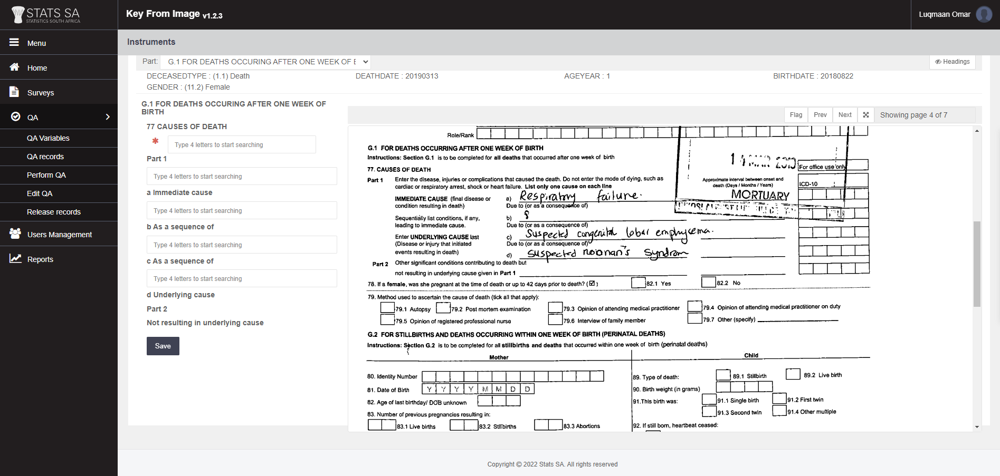 STATS SA
STATISTICS SOUTH AFRICA
Key From Image v1.2.3
Luqmaan Omar
Menu
Home
Surveys
QA
QA Variables
QA records
Perform QA
Edit QA
Release records
Users Management
Reports
Instruments
Part: G.1 FOR DEATHS OCCURING AFTER ONE WEEK OF E
Headings
DECEASEDTYPE : (1.1) Death DEATHDATE : 20190313 AGEYEAR : 1 BIRTHDATE : 20180822
GENDER : (11.2) Female
G.1 FOR DEATHS OCCURING AFTER ONE WEEK OF
BIRTH
77 CAUSES OF DEATH
* Type 4 letters to start searching
Part 1
Type 4 letters to start searching
a Immediate cause
Type 4 letters to start searching
b As a sequence of
Type 4 letters to start searching
c As a sequence of
Type 4 letters to start searching
d Underlying cause
Part 2
Not resulting in underlying cause
Save
Flag Prev Next Showing page 4 of 7
Role/Rank
G.1 FOR DEATHS OCCURRING AFTER ONE WEEK OF BIRTH
Instructions: Section G.1 is to be completed for all deaths that occurred after one week of birth
14 MAR 2019
For office use only
77. CAUSES OF DEATH
Part 1 Enter the disease, injuries or complications that caused the death. Do not enter the mode of dying, such as
cardiac or respiratory arrest, shock or heart failure. List only one cause on each line
Approximate interval between onset and
death (Days / Months / Years)
ICD-10
MORTUARY
IMMEDIATE CAUSE (final disease or
condition resulting in death)
a) Respiratory failure.
Due to (or as a consequence of)
Sequentially list conditions, if any,
leading to immediate cause.
b)
Due to (or as a consequence of)
Enter UNDERLYING CAUSE last
(Disease or injury that initiated
events resulting in death)
c) Suspected congenital lobar emphysema.
Due to (or as a consequence of)
d) Suspected noonan's Syndrom
Part 2 Other significant conditions contributing to death but
not resulting in underlying cause given in Part 1
78. If a female, was she pregnant at the time of death or up to 42 days prior to death? (☑) 82.1 Yes 82.2 No
79. Method used to ascertain the cause of death (tick all that apply):
79.1 Autopsy 79.2 Post mortem examination 79.3 Opinion of attending medical practitioner 79.4 Opinion of attending medical practitioner on duty
79.5 Opinion of registered professional nurse 79.6 Interview of family member 79.7 Other (specify)
G.2 FOR STILLBIRTHS AND DEATHS OCCURRING WITHIN ONE WEEK OF BIRTH (PERINATAL DEATHS)
Instructions: Section G.2 is to be completed for all stillbirths and deaths that occurred within one week of birth (perinatal deaths)
Mother Child
80. Identity Number
81. Date of Birth Y Y Y Y M M D D
82. Age of last birthday/ DOB unknown
83. Number of previous pregnancies resulting in:
83.1 Live births 83.2 Stillbirths 83.3 Abortions
89. Type of death: 89.1 Stillbirth 89.2 Live birth
90. Birth weight (in grams)
91.This birth was: 91.1 Single birth 91.2 First twin
91.3 Second twin 91.4 Other multiple
92. If still born, heartbeat ceased:
Copyright © 2022 Stats SA. All rights reserved